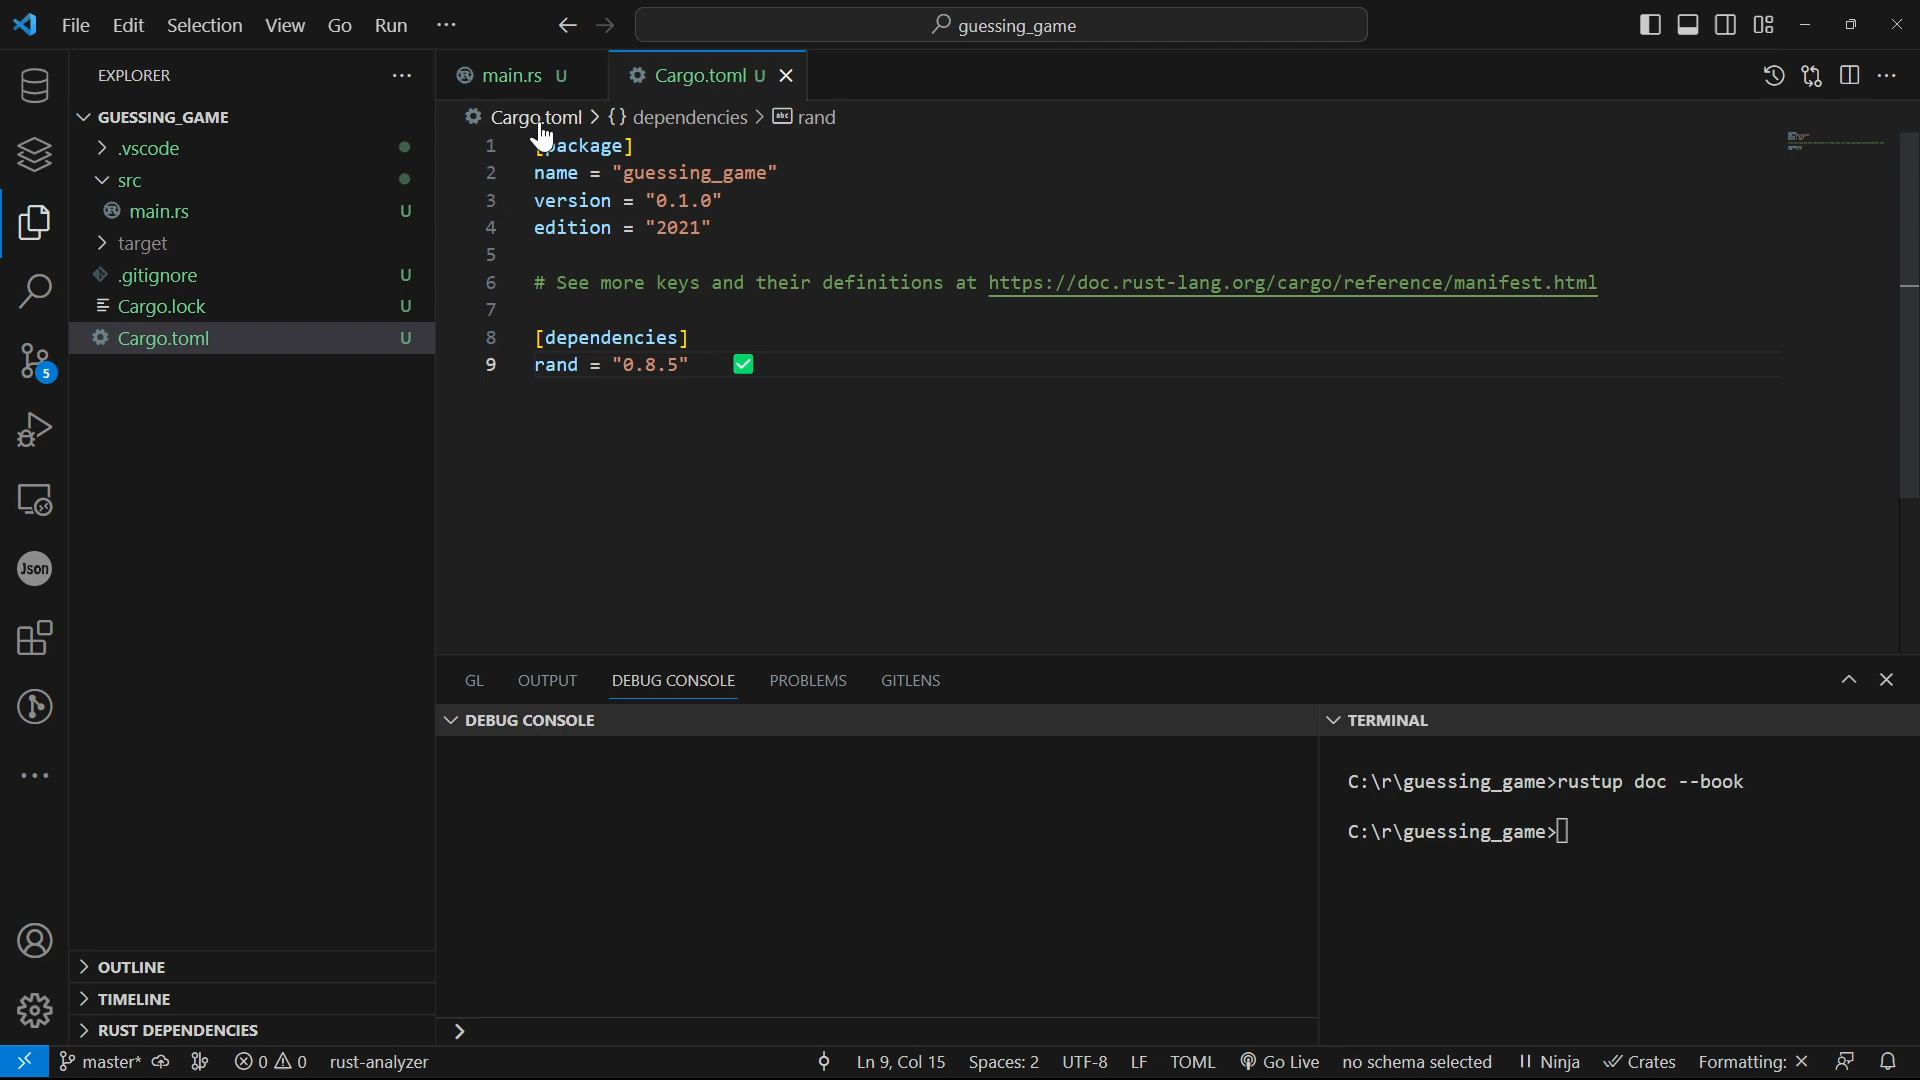 File Edit Selection View Go Run
guessing_game
EXPLORER
GUESSING_GAME
.vscode
src
main.rs U
target
.gitignore U
Cargo.lock U
Cargo.toml U
OUTLINE
TIMELINE
RUST DEPENDENCIES
main.rs U
Cargo.toml U
Cargo.toml > {} dependencies > abc rand
1 [package]
2 name = "guessing_game"
3 version = "0.1.0"
4 edition = "2021"
5
6 # See more keys and their definitions at https://doc.rust-lang.org/cargo/reference/manifest.html
7
8 [dependencies]
9 rand = "0.8.5" ✅
GL OUTPUT DEBUG CONSOLE PROBLEMS GITLENS
DEBUG CONSOLE
TERMINAL
C:\r\guessing_game>rustup doc --book
C:\r\guessing_game>
5
Json
master* 0 0 rust-analyzer Ln 9, Col 15 Spaces: 2 UTF-8 LF TOML Go Live no schema selected Ninja Crates Formatting: ×